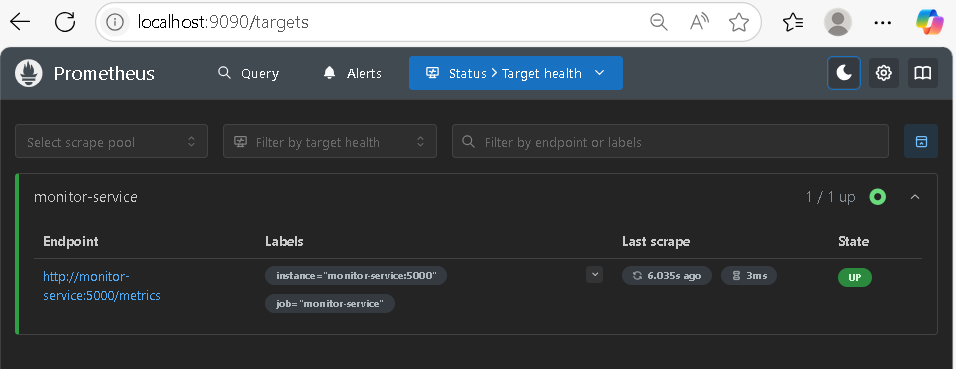 localhost:9090/targets
Prometheus Query Alerts Status > Target health
Select scrape pool Filter by target health Filter by endpoint or labels
monitor-service 1 / 1 up
Endpoint Labels Last scrape State
http://monitor-
service:5000/metrics
instance="monitor-service:5000"
job="monitor-service"
6.035s ago 3ms
UP